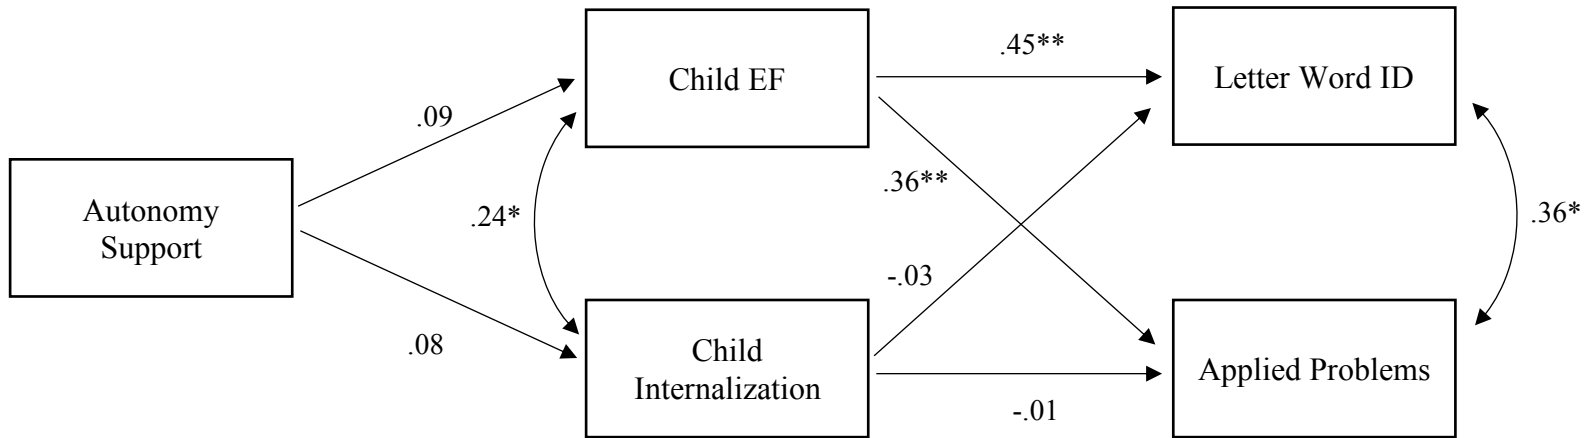 .45**
Child EF
Letter Word ID
.09
.36**
Autonomy
Support
.24*
.36*
-.03
.08
Child
Internalization
Applied Problems
-.01